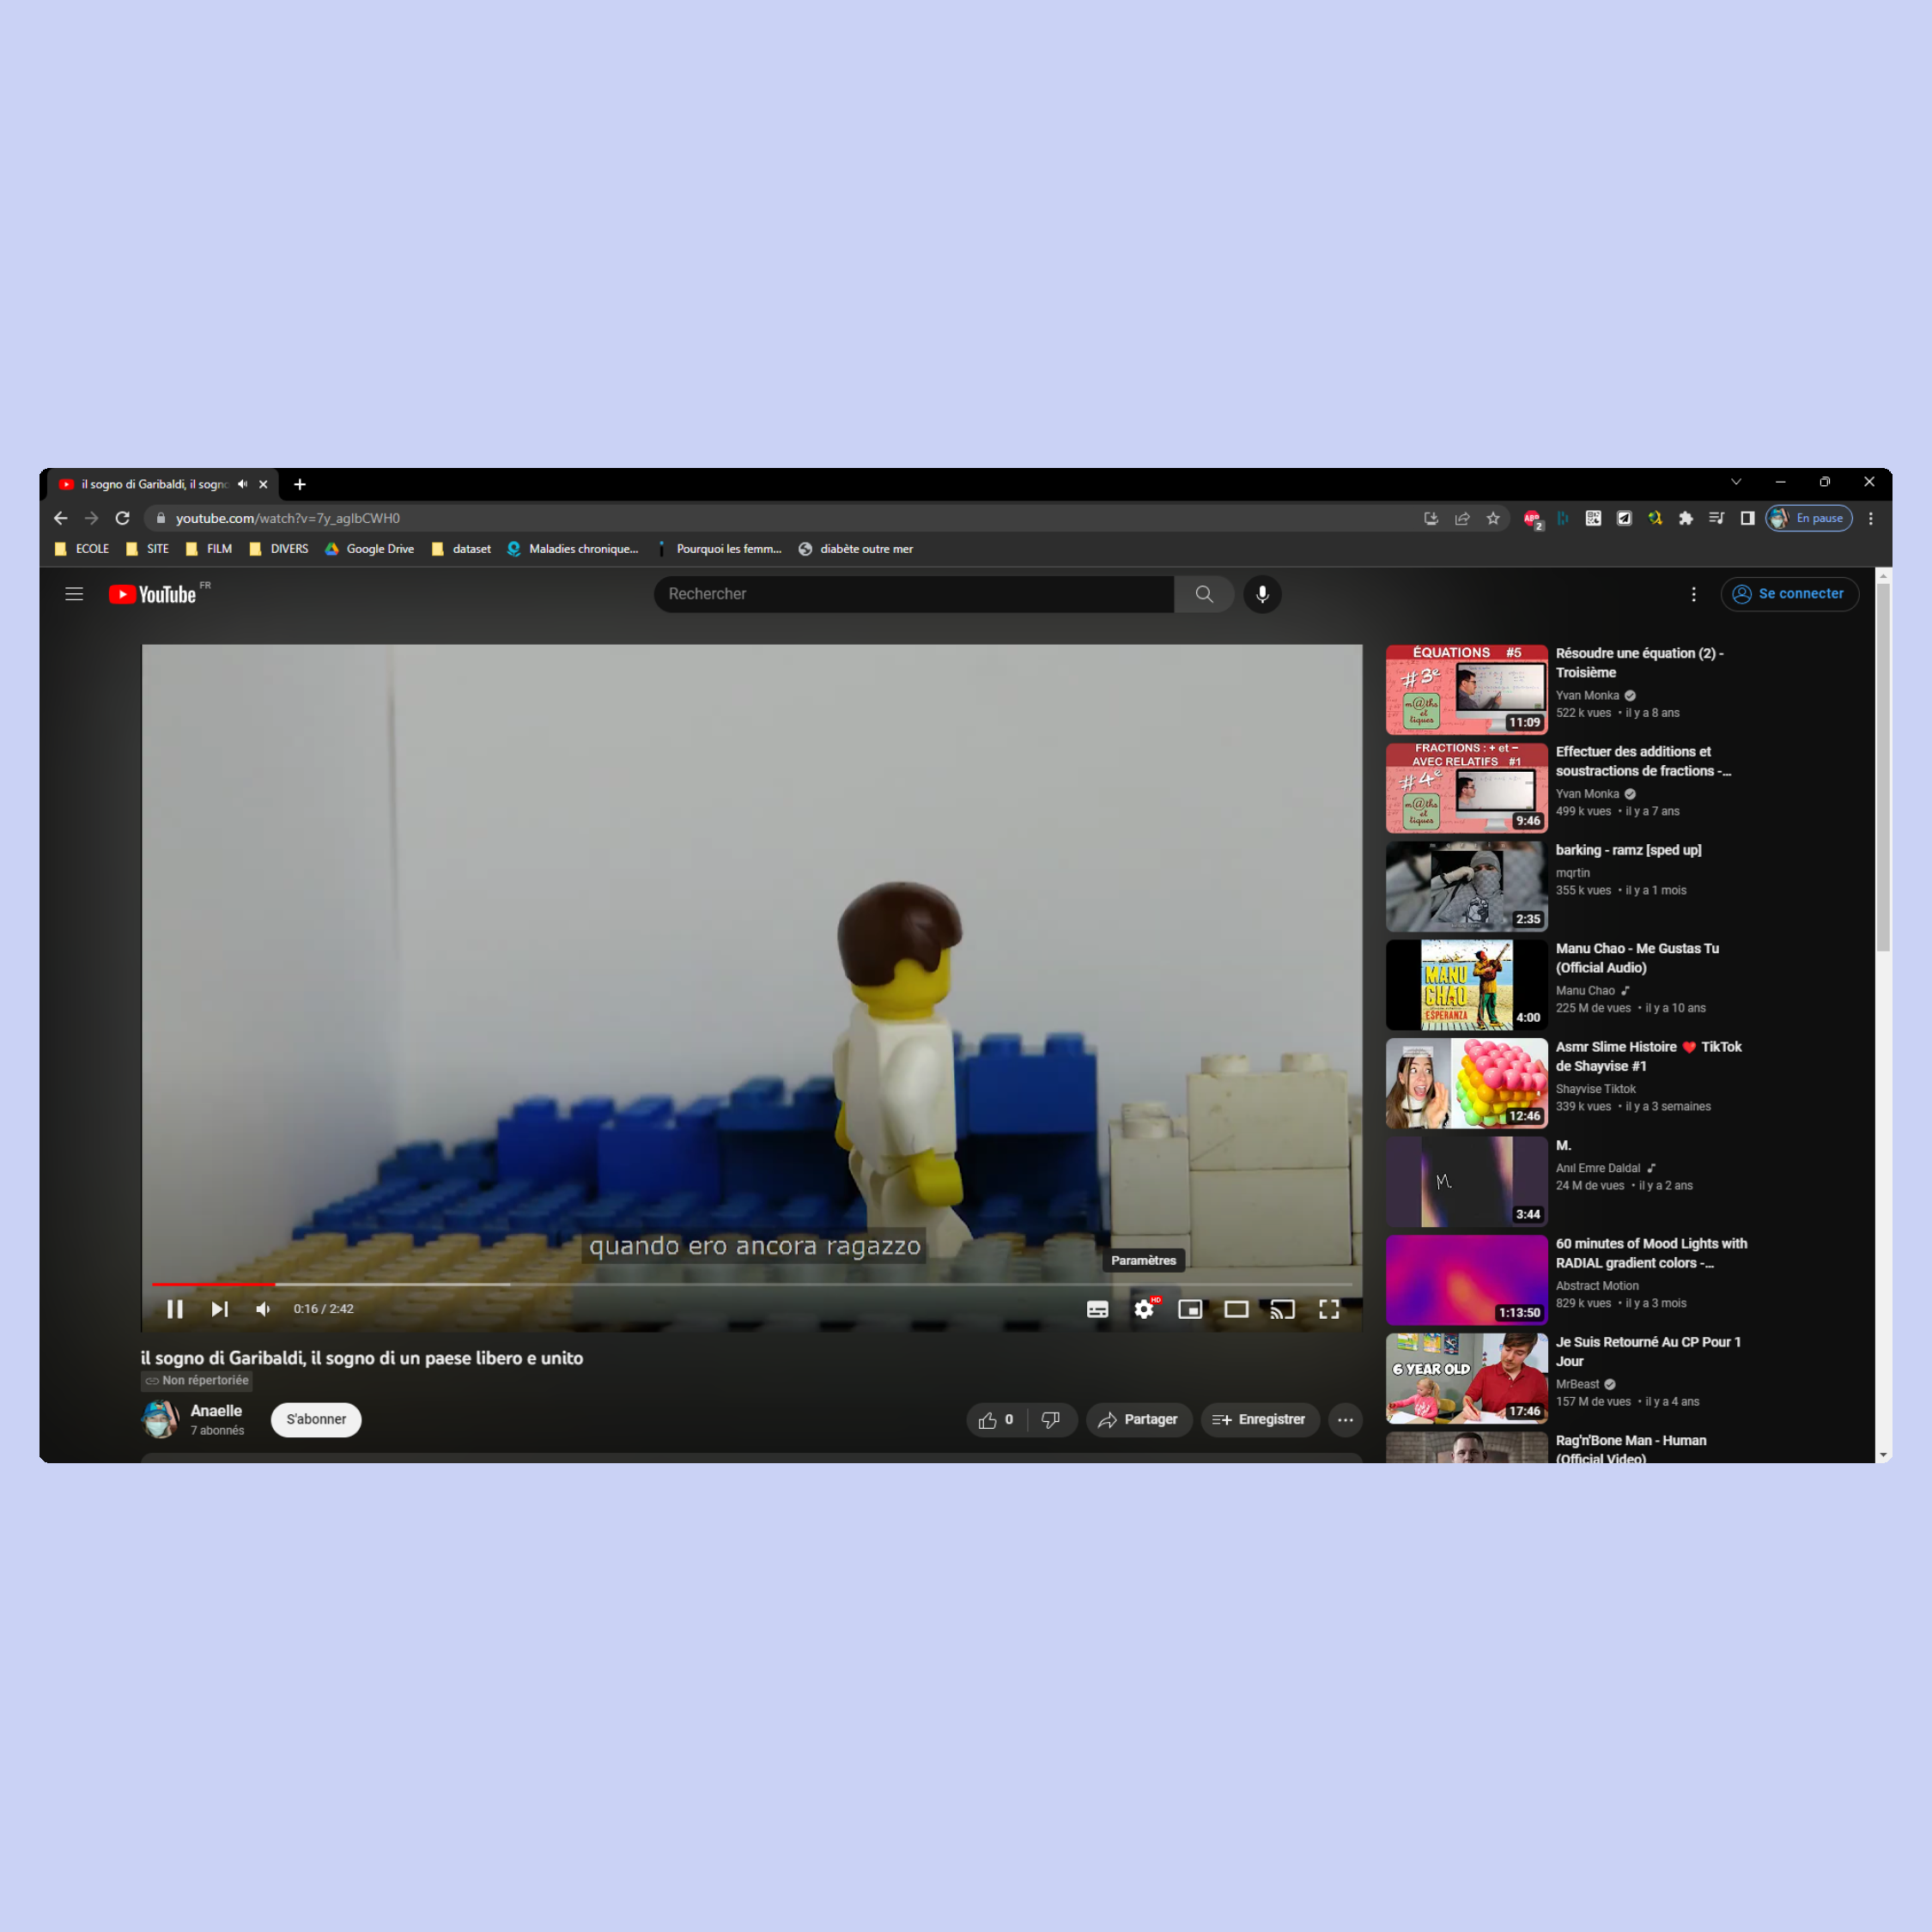 il sogno di Garibaldi, il sogno
youtube.com/watch?v=7y_aglbCWH0
2
En pause
ECOLE SITE FILM DIVERS Google Drive dataset Maladies chronique... Pourquoi les femm... diabète outre mer
YouTube FR
Rechercher
Se connecter
quando ero ancora ragazzo
Paramètres
0:16 / 2:42
HD
il sogno di Garibaldi, il sogno di un paese libero e unito
Non répertoriée
Anaelle
7 abonnés
S'abonner
0
Partager
Enregistrer
ÉQUATIONS #5
#3e
m@ths
et
tiques
11:09
Résoudre une équation (2) -
Troisième
Yvan Monka
522 k vues • il y a 8 ans
FRACTIONS : + et –
AVEC RELATIFS #1
#4e
m@ths
et
tiques
9:46
Effectuer des additions et
soustractions de fractions -...
Yvan Monka
499 k vues • il y a 7 ans
2:35
barking - ramz [sped up]
mqrtin
355 k vues • il y a 1 mois
MANU
CHAO
ESPERANZA
4:00
Manu Chao - Me Gustas Tu
(Official Audio)
Manu Chao
225 M de vues • il y a 10 ans
12:46
Asmr Slime Histoire ❤️ TikTok
de Shayvise #1
Shayvise Tiktok
339 k vues • il y a 3 semaines
M.
3:44
M.
Anıl Emre Daldal
24 M de vues • il y a 2 ans
1:13:50
60 minutes of Mood Lights with
RADIAL gradient colors -...
Abstract Motion
829 k vues • il y a 3 mois
6 YEAR OLD
17:46
Je Suis Retourné Au CP Pour 1
Jour
MrBeast
157 M de vues • il y a 4 ans
Rag'n'Bone Man - Human
(Official Video)